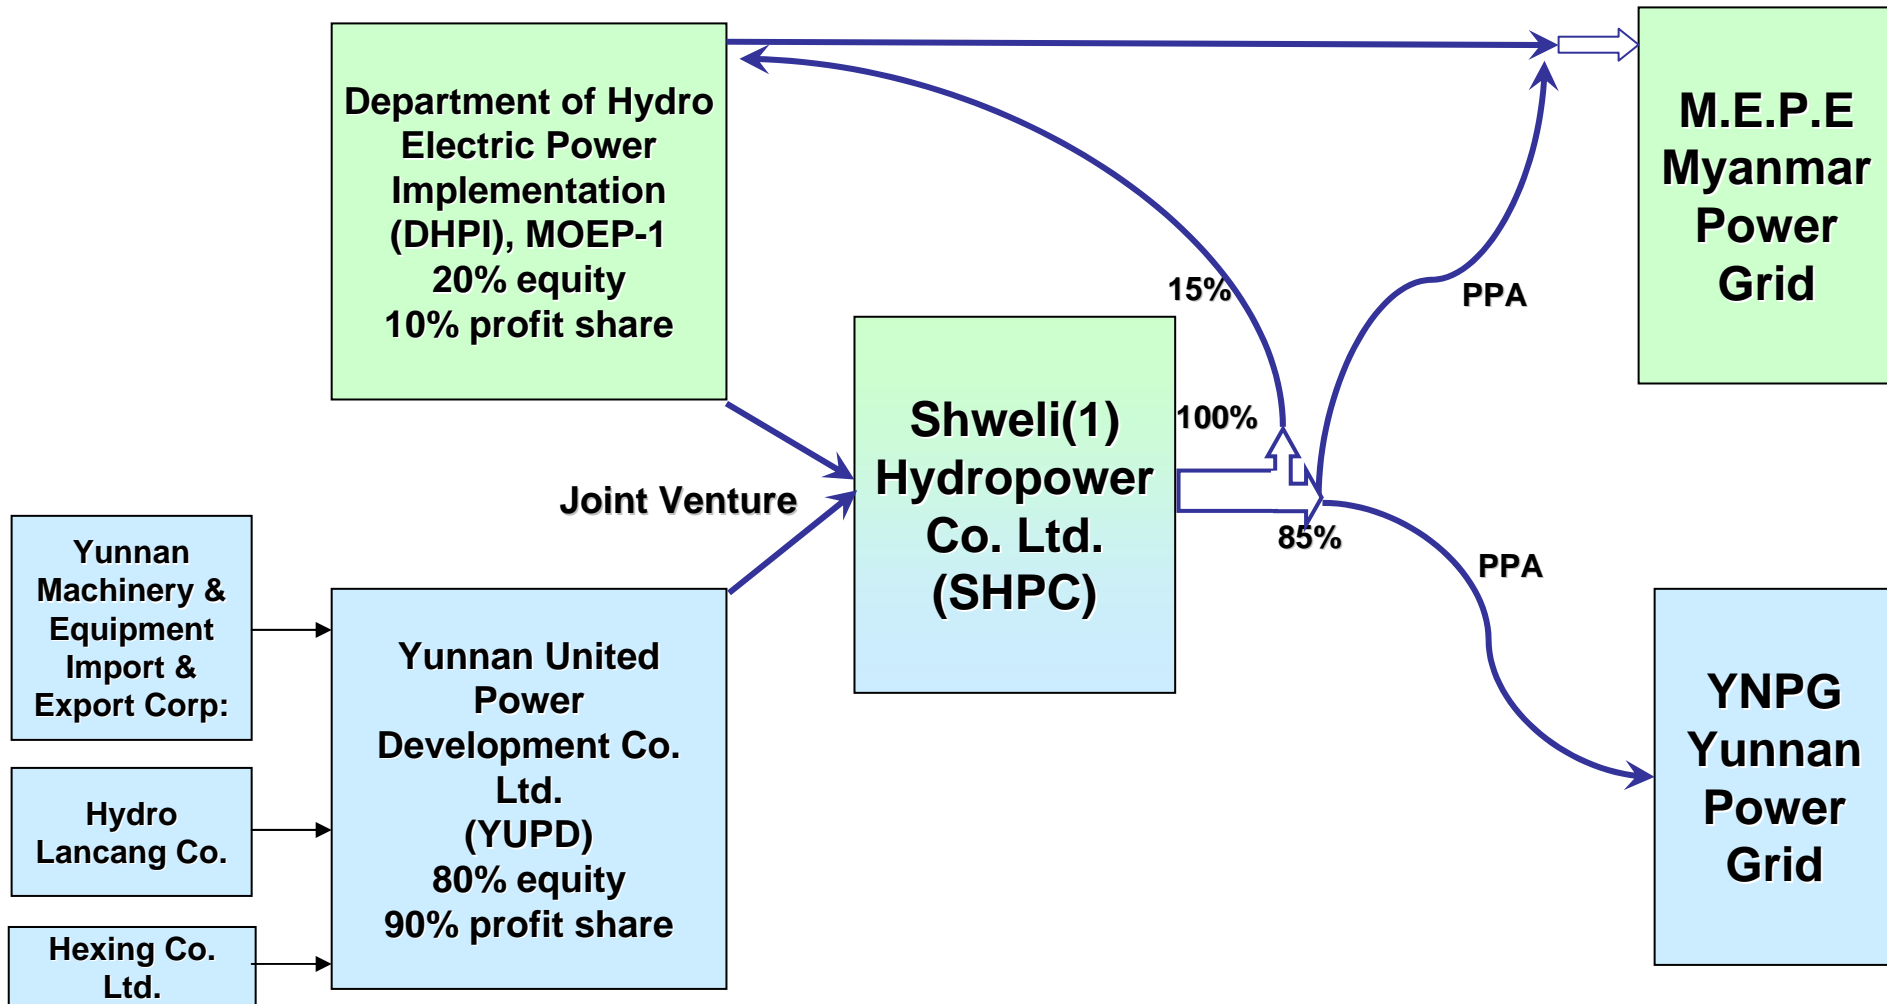 Department of Hydro
Electric Power
Implementation
(DHPI), MOEP-1
20% equity
10% profit share
M.E.P.E
Myanmar
Power
Grid
15%
PPA
100%
Shweli(1)
Hydropower
Co. Ltd.
(SHPC)
Joint Venture
85%
PPA
Yunnan
Machinery &
Equipment
Import &
Export Corp:
Hydro
Lancang Co.
Hexing Co.
Ltd.
Yunnan United
Power
Development Co.
Ltd.
(YUPD)
80% equity
90% profit share
YNPG
Yunnan
Power
Grid